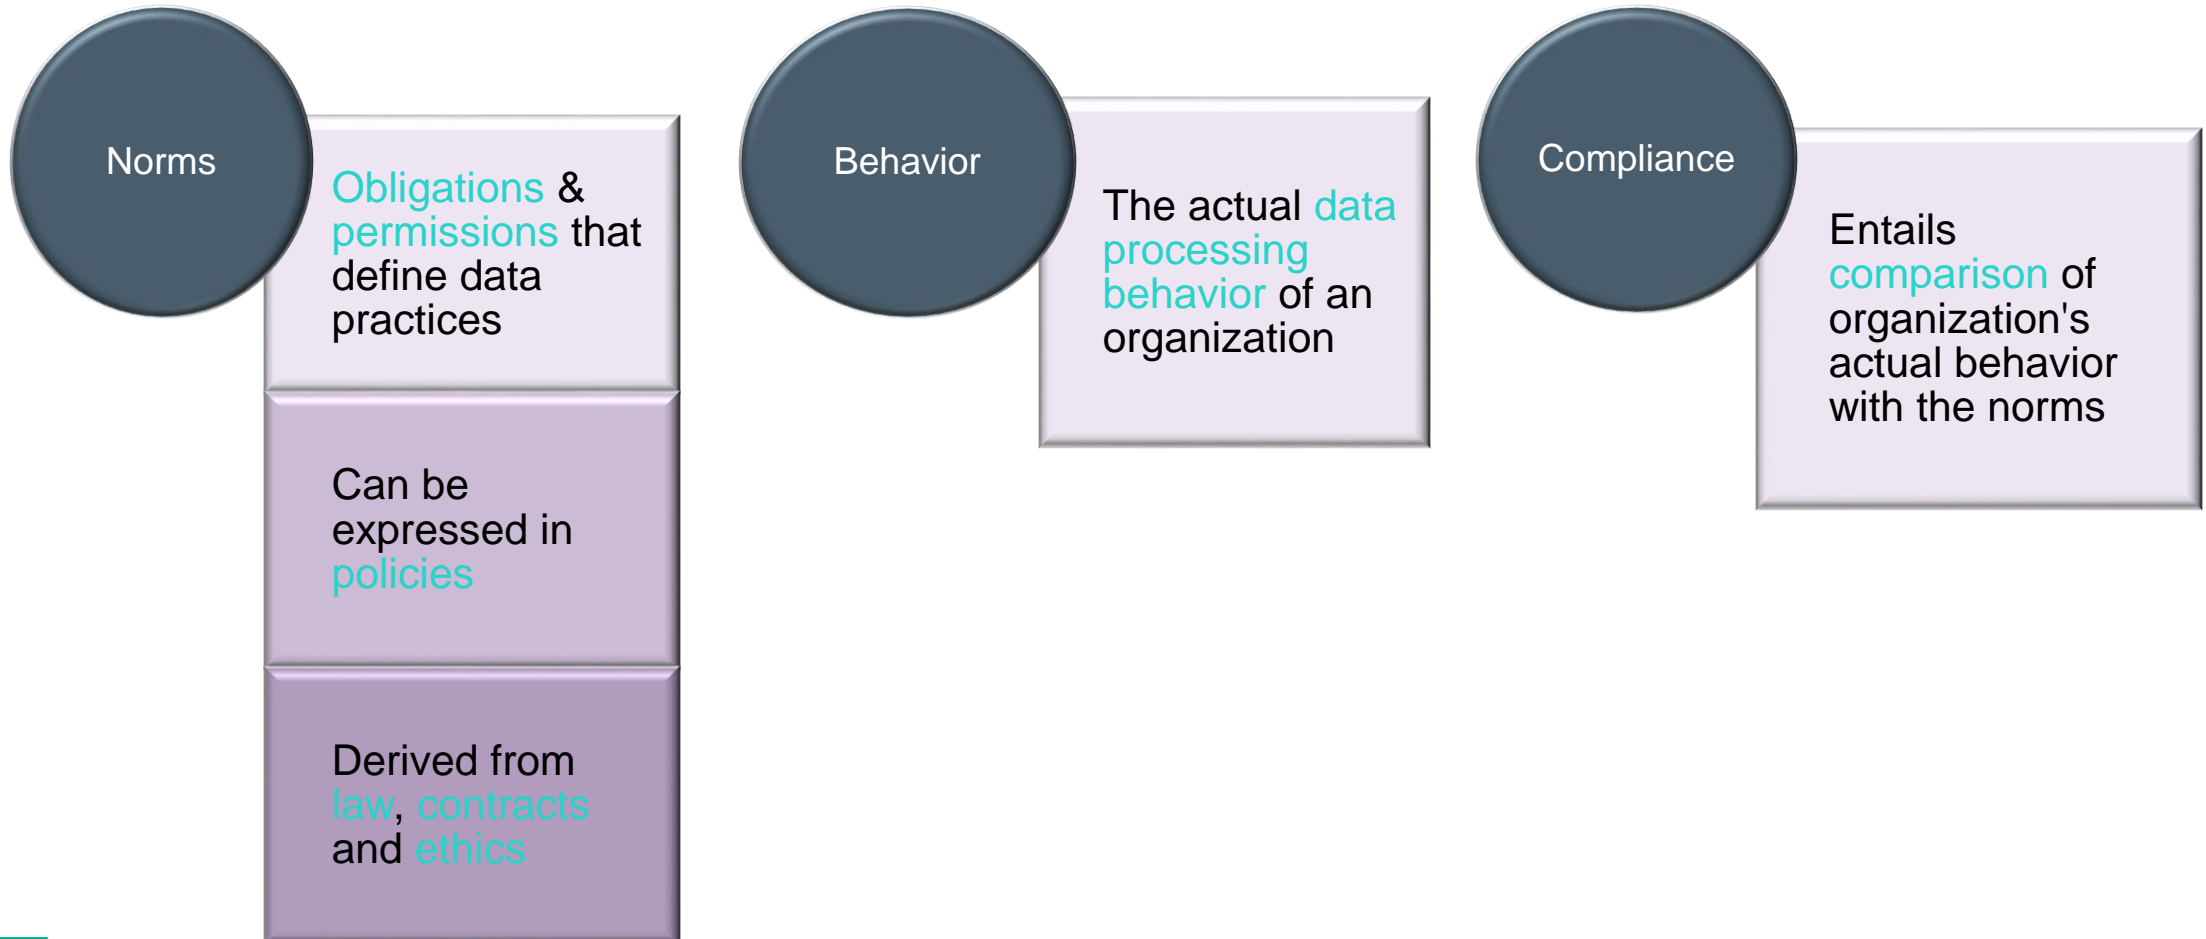 Norms
Obligations &
permissions that
define data
practices
Can be
expressed in
policies
Derived from
law, contracts
and ethics
Behavior
The actual data
processing
behavior of an
organization
Compliance
Entails
comparison of
organization's
actual behavior
with the norms